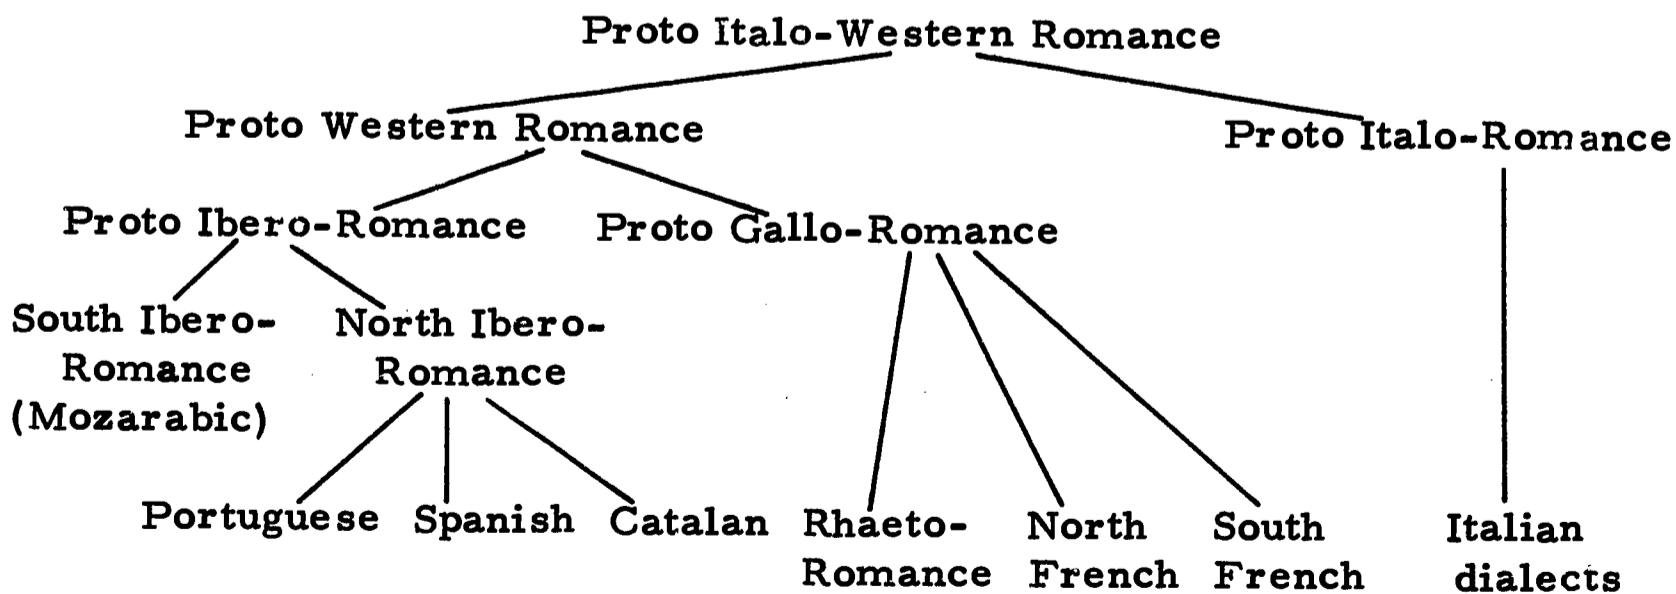 Proto Italo-Western Romance
Proto Western Romance
Proto Italo-Romance
Proto Ibero-Romance
Proto Gallo-Romance
South Ibero-
Romance
(Mozarabic)
North Ibero-
Romance
Portuguese
Spanish
Catalan
Rhaeto-
Romance
North
French
South
French
Italian
dialects